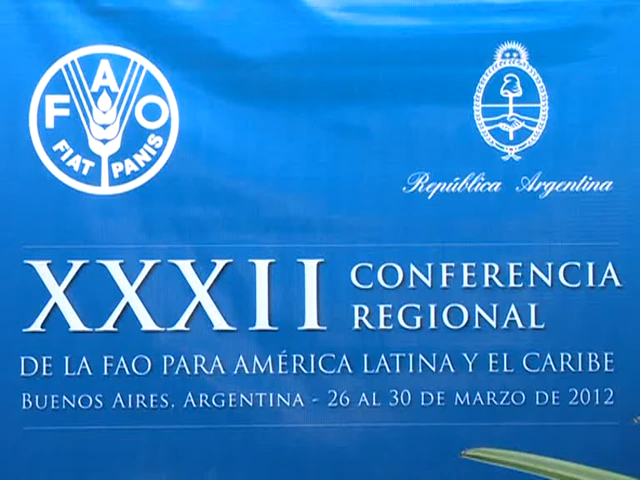 FAO
FIAT PANIS
República Argentina
XXXII CONFERENCIA
REGIONAL
DE LA FAO PARA AMÉRICA LATINA Y EL CARIBE
BUENOS AIRES, ARGENTINA - 26 AL 30 DE MARZO DE 2012